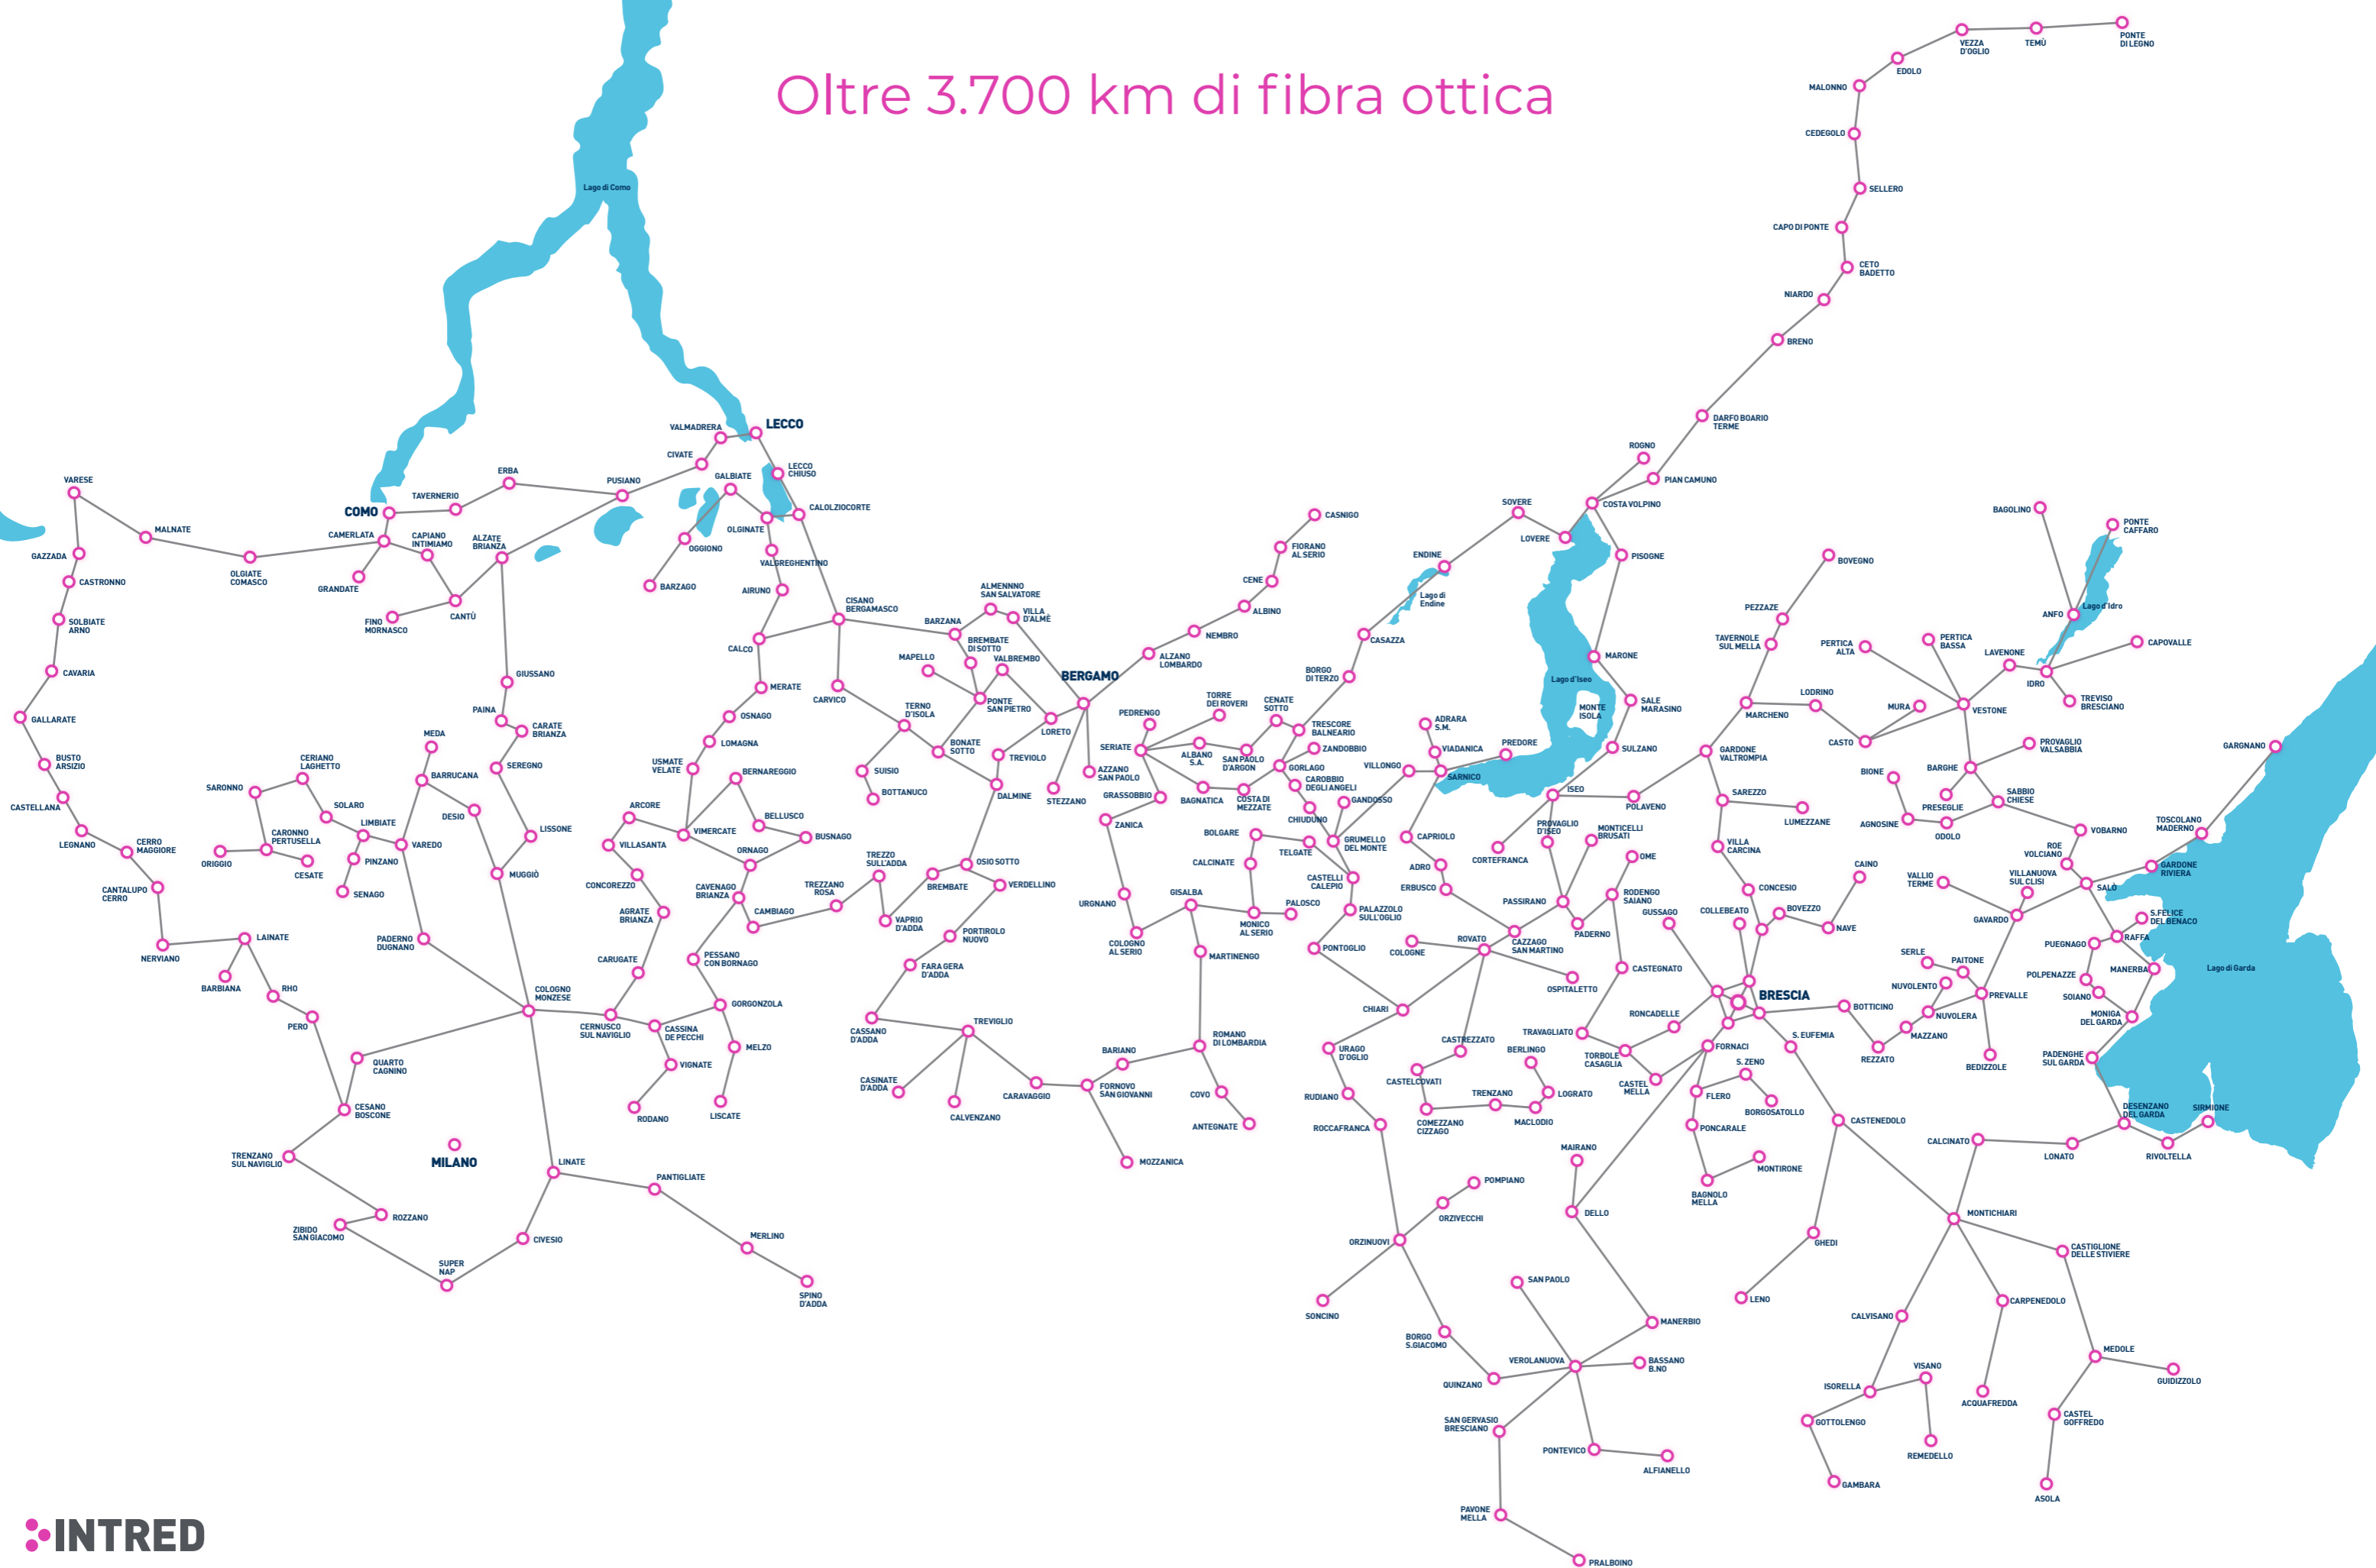 Oltre 3.700 km di fibra ottica
PONTE
DI LEGNO
TEMÙ
VEZZA
D'OGLIO
EDOLO
MALONNO
CEDEGOLO
SELLERO
CAPO DI PONTE
CETO
BADETTO
NIARDO
BRENO
DARFO BOARIO
TERME
ROGNO
PIAN CAMUNO
COSTA VOLPINO
SOVERE
LOVERE
PISOGNE
ENDINE
Lago di
Endine
CASAZZA
BORGO
DI TERZO
MARONE
Lago d'Iseo
MONTE
ISOLA
SALE
MARASINO
SULZANO
Lago di Como
LECCO
VALMADRERA
CIVATE
LECCO
CHIUSO
GALBIATE
CALOLZIOCORTE
OLGINATE
OGGIONO
BARZAGO
VALGREGHENTINO
AIRUNO
CALCO
CISANO
BERGAMASCO
VARESE
MALNATE
GAZZADA
CASTRONNO
SOLBIATE
ARNO
CAVARIA
GALLARATE
BUSTO
ARSIZIO
CASTELLANA
LEGNANO
CERRO
MAGGIORE
CANTALUPO
CERRO
NERVIANO
LAINATE
BARBIANA
RHO
PERO
OLGIATE
COMASCO
COMO
CAMERLATA
GRANDATE
TAVERNERIO
ERBA
PUSIANO
CAPIANO
INTIMIAMO
ALZATE
BRIANZA
FINO
MORNASCO
CANTÙ
GIUSSANO
PAINA
CARATE
BRIANZA
SEREGNO
LISSONE
MUGGIÒ
MEDA
BARRUCANA
DESIO
CERIANO
LAGHETTO
SARONNO
SOLARO
LIMBIATE
CARONNO
PERTUSELLA
ORIGGIO
CESATE
PINZANO
SENAGO
VAREDO
PADERNO
DUGNANO
COLOGNO
MONZESE
QUARTO
CAGNINO
CESANO
BOSCONE
TRENZANO
SUL NAVIGLIO
ROZZANO
ZIBIDO
SAN GIACOMO
SUPER
NAP
CIVESIO
MILANO
LINATE
PANTIGLIATE
MERLINO
SPINO
D'ADDA
MERATE
OSNAGO
LOMAGNA
USMATE
VELATE
BERNAREGGIO
ARCORE
VIMERCATE
BELLUSCO
BUSNAGO
VILLASANTA
ORNAGO
CONCOREZZO
CAVENAGO
BRIANZA
AGRATE
BRIANZA
CAMBIAGO
TREZZANO
ROSA
TREZZO
SULL'ADDA
VAPRIO
D'ADDA
CARUGATE
PESSANO
CON BORNAGO
GORGONZOLA
CERNUSCO
SUL NAVIGLIO
CASSINA
DE PECCHI
VIGNATE
RODANO
MELZO
LISCATE
CARVICO
TERNO
D'ISOLA
SUISIO
BOTTANUCO
BONATE
SOTTO
MAPELLO
BARZANA
BREMBATE
DI SOTTO
ALMENNNO
SAN SALVATORE
VILLA
D'ALMÈ
VALBREMBO
PONTE
SAN PIETRO
BERGAMO
LORETO
TREVIOLO
DALMINE
STEZZANO
AZZANO
SAN PAOLO
OSIO SOTTO
BREMBATE
VERDELLINO
PORTIROLO
NUOVO
FARA GERA
D'ADDA
CASSANO
D'ADDA
TREVIGLIO
CASINATE
D'ADDA
CALVENZANO
CARAVAGGIO
FORNOVO
SAN GIOVANNI
BARIANO
MOZZANICA
ROMANO
DI LOMBARDIA
COVO
ANTEGNATE
CASNIGO
FIORANO
AL SERIO
CENE
ALBINO
NEMBRO
ALZANO
LOMBARDO
PEDRENGO
TORRE
DEI ROVERI
SERIATE
ALBANO
S.A.
SAN PAOLO
D'ARGON
CENATE
SOTTO
TRESCORE
BALNEARIO
ZANDOBBIO
GORLAGO
GRASSOBBIO
BAGNATICA
COSTA DI
MEZZATE
CAROBBIO
DEGLI ANGELI
CHIUDUNO
GANDOSSO
ZANICA
BOLGARE
TELGATE
GRUMELLO
DEL MONTE
CALCINATE
CASTELLI
CALEPIO
URGNANO
GISALBA
MONICO
AL SERIO
PALOSCO
PALAZZOLO
SULL'OGLIO
COLOGNO
AL SERIO
MARTINENGO
PONTOGLIO
CHIARI
URAGO
D'OGLIO
RUDIANO
ROCCAFRANCA
ADRARA
S.M.
VIADANICA
PREDORE
VILLONGO
SARNICO
CAPRIOLO
ADRO
ERBUSCO
ISEO
POLAVENO
CORTEFRANCA
PROVAGLIO
D'ISEO
MONTICELLI
BRUSATI
OME
RODENGO
SAIANO
PASSIRANO
PADERNO
COLOGNE
ROVATO
CAZZAGO
SAN MARTINO
OSPITALETTO
CASTEGNATO
TRAVAGLIATO
TORBOLE
CASAGLIA
RONCADELLE
CASTEL
MELLA
CASTREZZATO
CASTELCOVATI
COMEZZANO
CIZZAGO
TRENZANO
MACLODIO
LOGRATO
BERLINGO
GUSSAGO
COLLEBEATO
BOVEGNO
PEZZAZE
TAVERNOLE
SUL MELLA
MARCHENO
LODRINO
GARDONE
VALTROMPIA
SAREZZO
LUMEZZANE
VILLA
CARCINA
CONCESIO
CAINO
BOVEZZO
NAVE
BRESCIA
FORNACI
S. EUFEMIA
BOTTICINO
REZZATO
MAZZANO
NUVOLERA
NUVOLENTO
SERLE
PAITONE
PREVALLE
BEDIZZOLE
BAGOLINO
PONTE
CAFFARO
ANFO
Lago d'Idro
CAPOVALLE
LAVENONE
IDRO
TREVISO
BRESCIANO
PERTICA
ALTA
PERTICA
BASSA
MURA
VESTONE
CASTO
PROVAGLIO
VALSABBIA
BARGHE
BIONE
PRESEGLIE
SABBIO
CHIESE
AGNOSINE
ODOLO
VOBARNO
ROE
VOLCIANO
VALLIO
TERME
VILLANUOVA
SUL CLISI
GAVARDO
SALÒ
GARDONE
RIVIERA
TOSCOLANO
MADERNO
GARGNANO
S.FELICE
DEL BENACO
RAFFA
PUEGNAGO
MANERBA
POLPENAZZE
SOIANO
MONIGA
DEL GARDA
PADENGHE
SUL GARDA
Lago di Garda
DESENZANO
DEL GARDA
SIRMIONE
RIVOLTELLA
LONATO
CALCINATO
S. ZENO
FLERO
BORGOSATOLLO
PONCARALE
BAGNOLO
MELLA
MONTIRONE
CASTENEDOLO
GHEDI
LENO
MONTICHIARI
CASTIGLIONE
DELLE STIVIERE
CARPENEDOLO
CALVISANO
ACQUAFREDDA
MEDOLE
GUIDIZZOLO
CASTEL
GOFFREDO
ASOLA
VISANO
ISORELLA
REMEDELLO
GOTTOLENGO
GAMBARA
MAIRANO
DELLO
POMPIANO
ORZIVECCHI
ORZINUOVI
SONCINO
BORGO
S.GIACOMO
QUINZANO
SAN PAOLO
MANERBIO
VEROLANUOVA
BASSANO
B.NO
SAN GERVASIO
BRESCIANO
PONTEVICO
ALFIANELLO
PAVONE
MELLA
PRALBOINO
INTRED